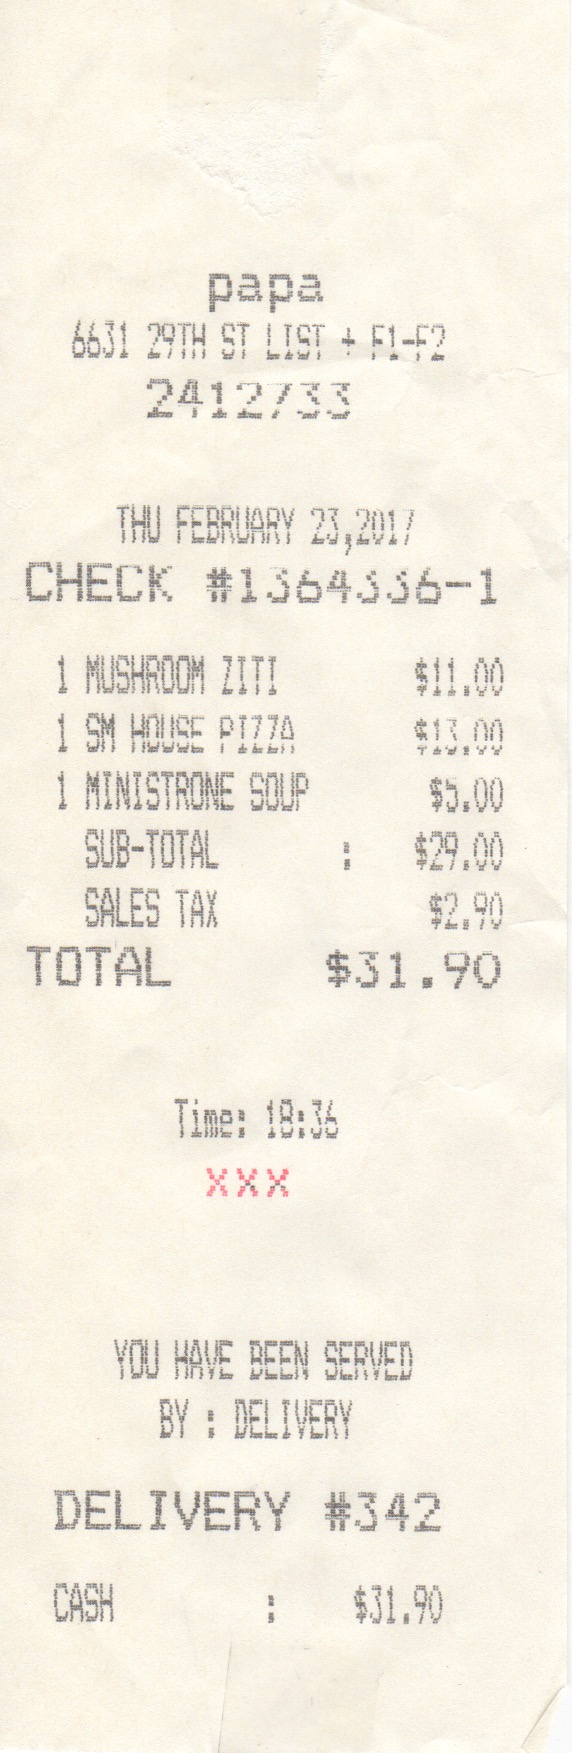 papa
6631 29TH ST LIST + F1-F2
2412733
THU FEBRUARY 23,2017
CHECK #1364336-1
1 MUSHROOM ZITI $11.00
1 SM HOUSE PIZZA $13.00
1 MINISTRONE SOUP $5.00
SUB-TOTAL : $29.00
SALES TAX $2.90
TOTAL $31.90
Time: 18:36
XXX
YOU HAVE BEEN SERVED
BY : DELIVERY
DELIVERY #342
CASH : $31.90